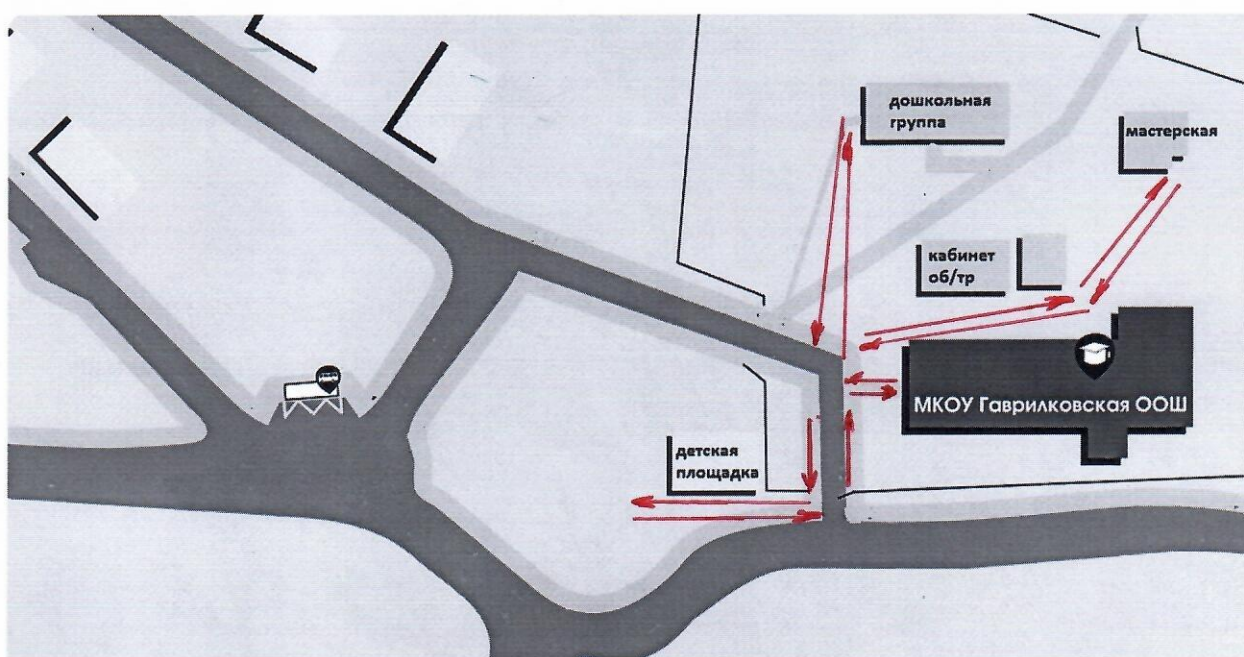 дошкольная
группа
мастерская
кабинет
об/тр
МКОУ Гаврилковская ООШ
детская
площадка